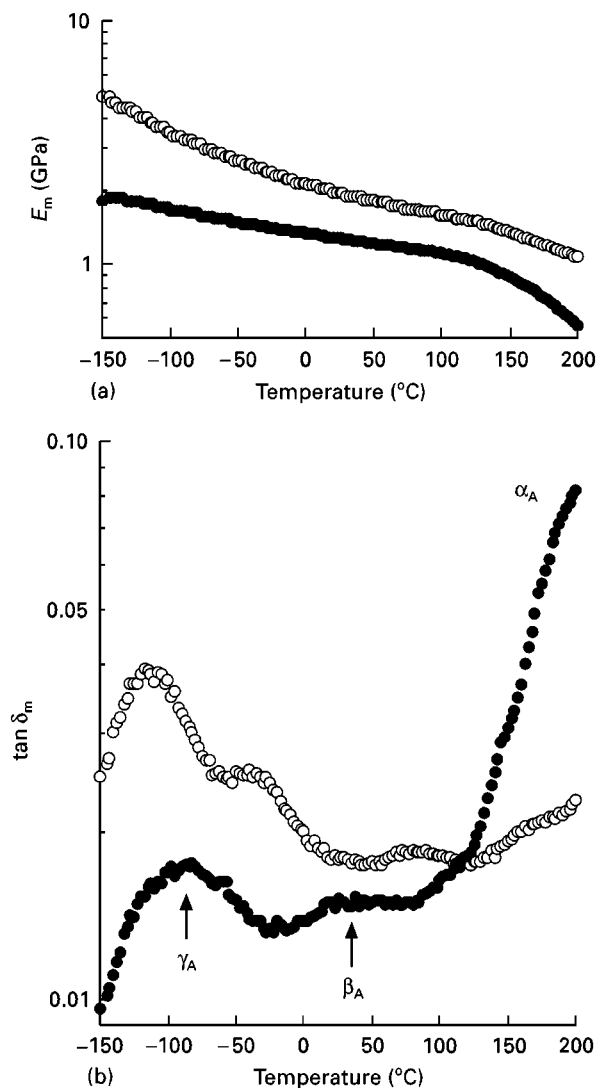 10
E_m (GPa)
1
−150 −100 −50 0 50 100 150 200
(a) Temperature (°C)
0.10
α_A
0.05
tan δ_m
γ_A
β_A
0.01
−150 −100 −50 0 50 100 150 200
(b) Temperature (°C)